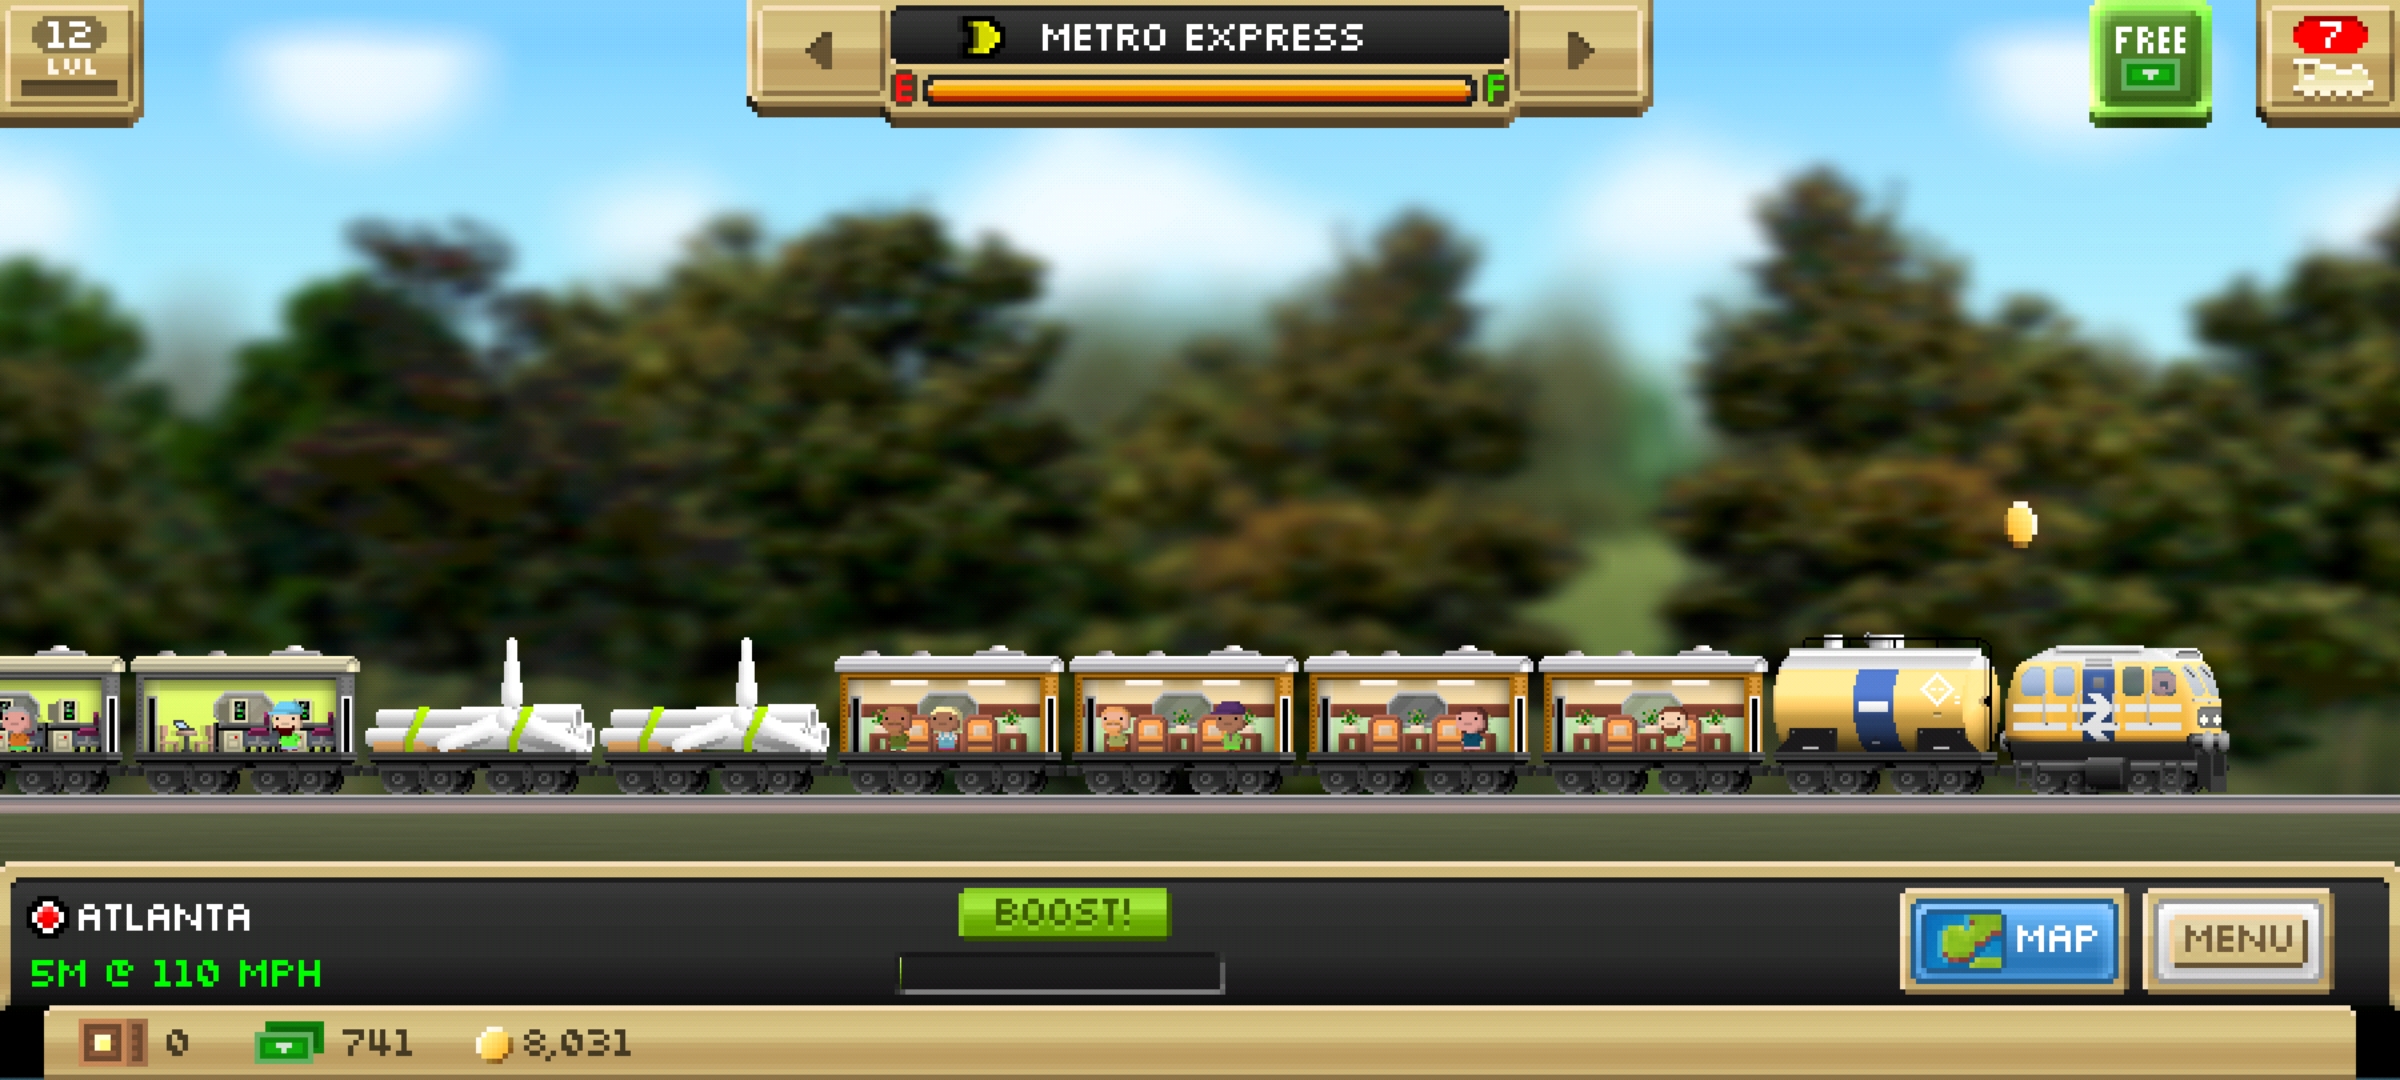 12
LVL
METRO EXPRESS
E F
FREE
7
ATLANTA
5M @ 110 MPH
BOOST!
MAP
MENU
0
741
8,031